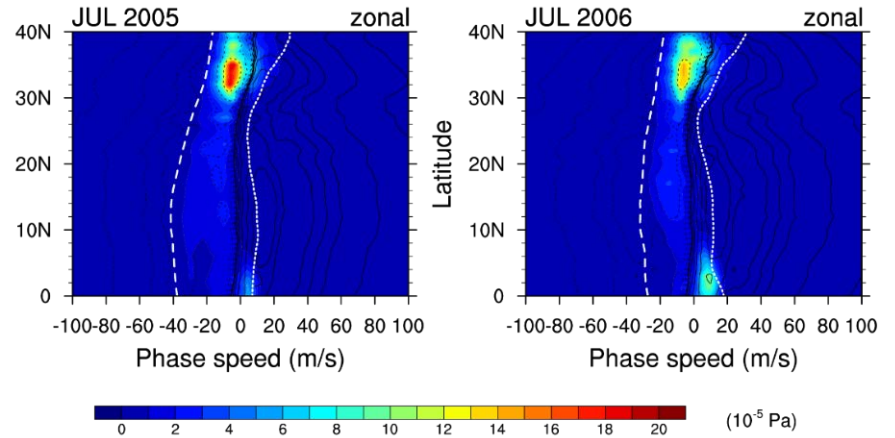 JUL 2005 zonal
40N
30N
20N
10N
0
-100 -80 -60 -40 -20 0 20 40 60 80 100
Phase speed (m/s)
JUL 2006 zonal
Latitude
40N
30N
20N
10N
0
-100 -80 -60 -40 -20 0 20 40 60 80 100
Phase speed (m/s)
0 2 4 6 8 10 12 14 16 18 20
(10⁻⁵ Pa)